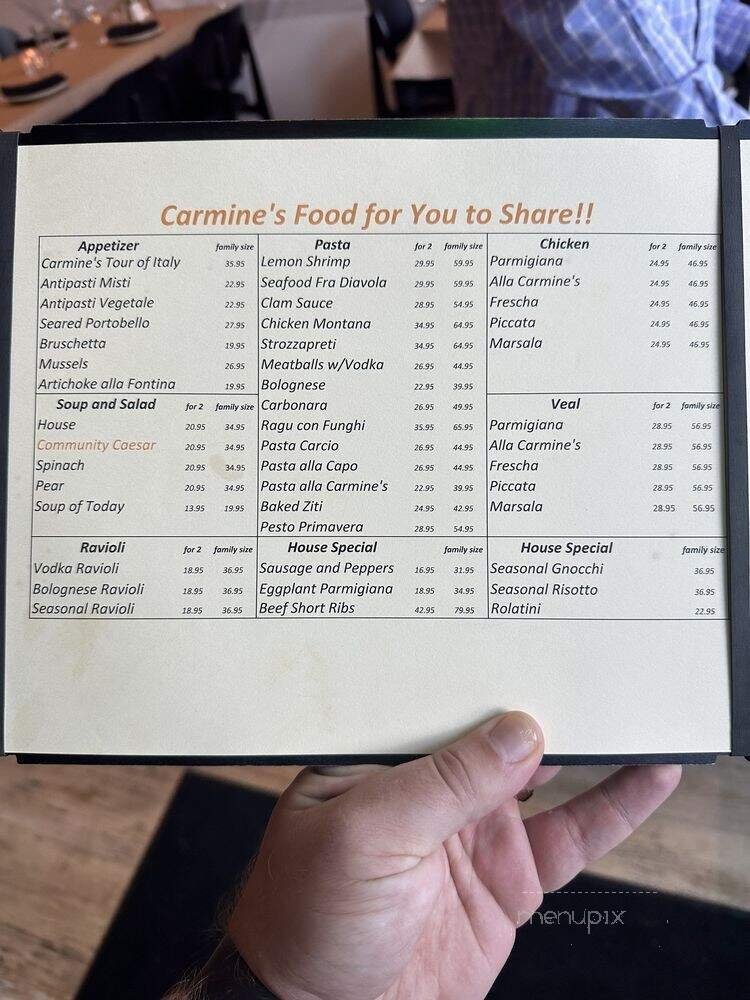 Carmine's Food for You to Share!!
Appetizer family size
Carmine's Tour of Italy 35.95
Antipasti Misti 22.95
Antipasti Vegetale 22.95
Seared Portobello 27.95
Bruschetta 19.95
Mussels 26.95
Artichoke alla Fontina 19.95
Soup and Salad for 2 family size
House 20.95 34.95
Community Caesar 20.95 34.95
Spinach 20.95 34.95
Pear 20.95 34.95
Soup of Today 13.95 19.95
Ravioli for 2 family size
Vodka Ravioli 18.95 36.95
Bolognese Ravioli 18.95 36.95
Seasonal Ravioli 18.95 36.95
Pasta for 2 family size
Lemon Shrimp 29.95 59.95
Seafood Fra Diavola 29.95 59.95
Clam Sauce 28.95 54.95
Chicken Montana 34.95 64.95
Strozzapreti 34.95 64.95
Meatballs w/Vodka 26.95 44.95
Bolognese 22.95 39.95
Carbonara 26.95 49.95
Ragu con Funghi 35.95 65.95
Pasta Carcio 26.95 44.95
Pasta alla Capo 26.95 44.95
Pasta alla Carmine's 22.95 39.95
Baked Ziti 24.95 42.95
Pesto Primavera 28.95 54.95
House Special family size
Sausage and Peppers 16.95 31.95
Eggplant Parmigiana 18.95 34.95
Beef Short Ribs 42.95 79.95
Chicken for 2 family size
Parmigiana 24.95 46.95
Alla Carmine's 24.95 46.95
Frescha 24.95 46.95
Piccata 24.95 46.95
Marsala 24.95 46.95
Veal for 2 family size
Parmigiana 28.95 56.95
Alla Carmine's 28.95 56.95
Frescha 28.95 56.95
Piccata 28.95 56.95
Marsala 28.95 56.95
House Special family size
Seasonal Gnocchi 36.95
Seasonal Risotto 36.95
Rolatini 22.95
menupix